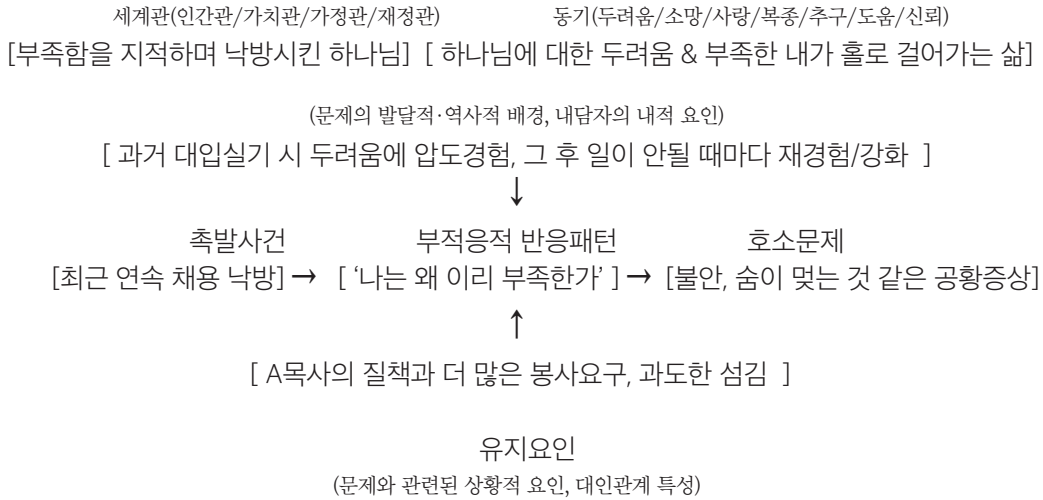 세계관(인간관/가치관/가정관/재정관) 동기(두려움/소망/사랑/복종/추구/도움/신뢰)
[부족함을 지적하며 낙방시킨 하나님] [ 하나님에 대한 두려움 & 부족한 내가 홀로 걸어가는 삶]
(문제의 발달적·역사적 배경, 내담자의 내적 요인)
[ 과거 대입실기 시 두려움에 압도경험, 그 후 일이 안될 때마다 재경험/강화 ]
↓
촉발사건 부적응적 반응패턴 호소문제
[최근 연속 채용 낙방] → [ ‘나는 왜 이리 부족한가’ ] → [불안, 숨이 멎는 것 같은 공황증상]
↑
[ A목사의 질책과 더 많은 봉사요구, 과도한 섬김 ]
유지요인
(문제와 관련된 상황적 요인, 대인관계 특성)